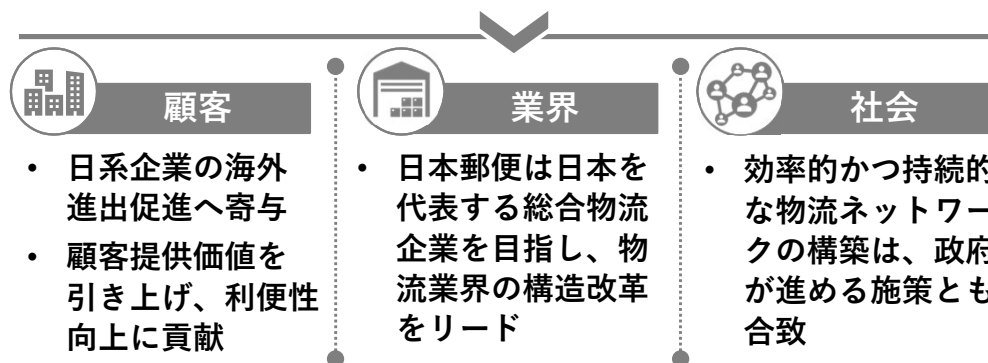 顧客
• 日系企業の海外
進出促進へ寄与
• 顧客提供価値を
引き上げ、利便性
向上に貢献
業界
• 日本郵便は日本を
代表する総合物流
企業を目指し、物
流業界の構造改革
をリード
社会
• 効率的かつ持続的
な物流ネットワー
クの構築は、政府
が進める施策とも
合致